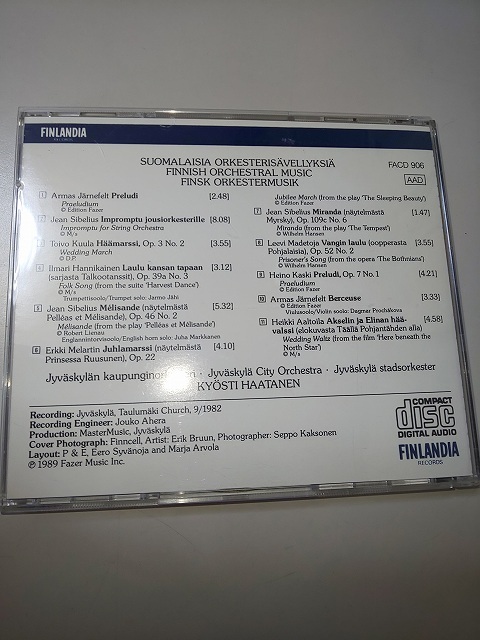 FINLANDIA
RECORDS
SUOMALAISIA ORKESTERISÄVELLYKSIÄ
FINNISH ORCHESTRAL MUSIC
FINSK ORKESTERMUSIK
FACD 906
AAD
1 Armas Järnefelt Preludi [2.48]
Praeludium
© Edition Fazer
2 Jean Sibelius Impromptu jousiorkesterille [8.08]
Impromptu for String Orchestra
© M/s
3 Toivo Kuula Häämarssi, Op. 3 No. 2 [3.55]
Wedding March
© D.P.
4 Ilmari Hannikainen Laulu kansan tapaan [3.12]
(sarjasta Talkootanssit), Op. 39a No. 3
Folk Song (from the suite 'Harvest Dance')
© M/s
Trumpettisoolo/Trumpet solo: Jarmo Jähi
5 Jean Sibelius Mélisande (näytelmästä [5.32]
Pelléas et Mélisande), Op. 46 No. 2
Mélisande (from the play 'Pelléas et Mélisande')
© Robert Lienau
Englannintorvisoolo/English horn solo: Juha Markkanen
6 Erkki Melartin Juhlamarssi (näytelmästä [4.10]
Prinsessa Ruusunen), Op. 22
Jubilee March (from the play 'The Sleeping Beauty')
© Edition Fazer
7 Jean Sibelius Miranda (näytelmästä [1.47]
Myrsky), Op. 109c No. 6
Miranda (from the play 'The Tempest')
© Wilhelm Hansen
8 Leevi Madetoja Vangin laulu (oopperasta [3.55]
Pohjalaisia), Op. 52 No. 2
Prisoner's Song (from the opera 'The Bothnians')
© Wilhelm Hansen
9 Heino Kaski Preludi, Op. 7 No. 1 [4.21]
Praeludium
© Edition Fazer
10 Armas Järnefelt Berceuse [3.33]
Viulusoolo/Violin solo: Dagmar Prochákova
11 Heikki Aaltoila Akselin ja Elinan hää- [4.58]
valssi (elokuvasta Täällä Pohjantähden alla)
Wedding Waltz (from the film 'Here beneath the
North Star')
© M/s
Jyväskylän kaupunginorkesteri · Jyväskylä City Orchestra · Jyväskylä stadsorkester
KYÖSTI HAATANEN
Recording: Jyväskylä, Taulumäki Church, 9/1982
Recording Engineer: Jouko Ahera
Production: MasterMusic, Jyväskylä
Cover Photograph: Finncell, Artist: Erik Bruun, Photographer: Seppo Kaksonen
Layout: P & E, Eero Syvänoja and Marja Arvola
℗ 1989 Fazer Music Inc.
COMPACT
disc
DIGITAL AUDIO
FINLANDIA
RECORDS